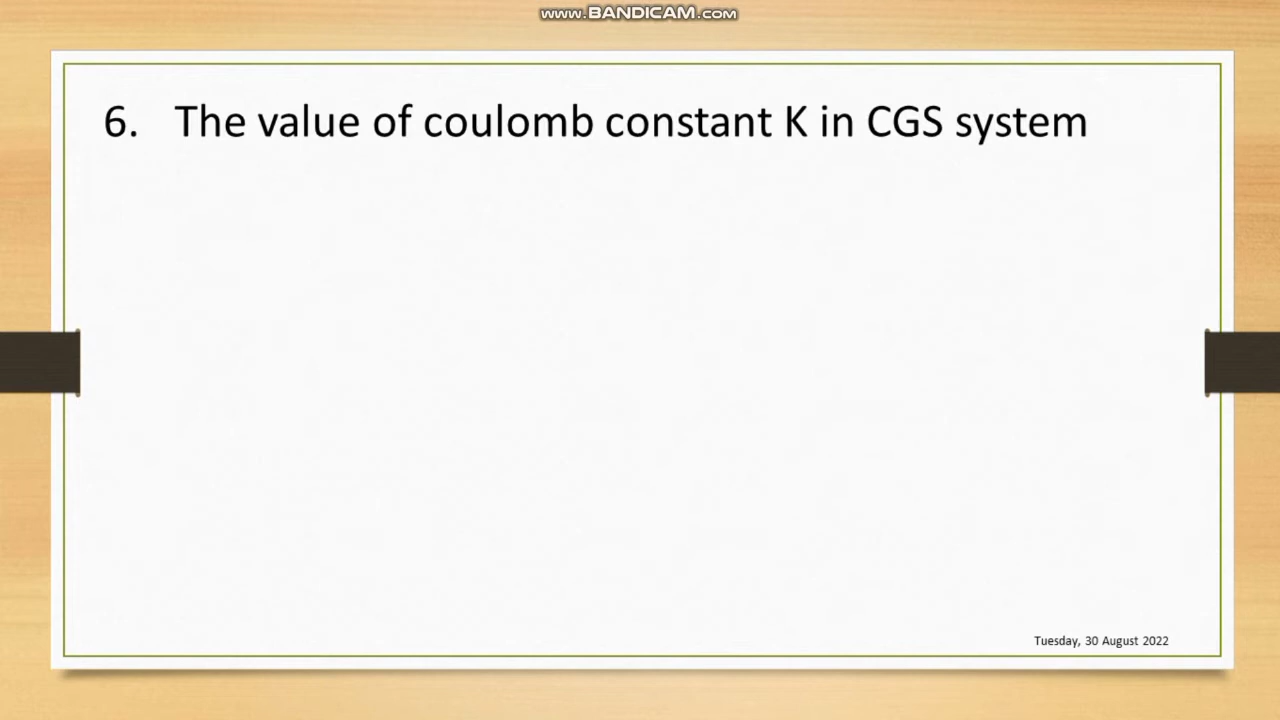 www.BANDICAM.com
6. The value of coulomb constant K in CGS system
Tuesday, 30 August 2022